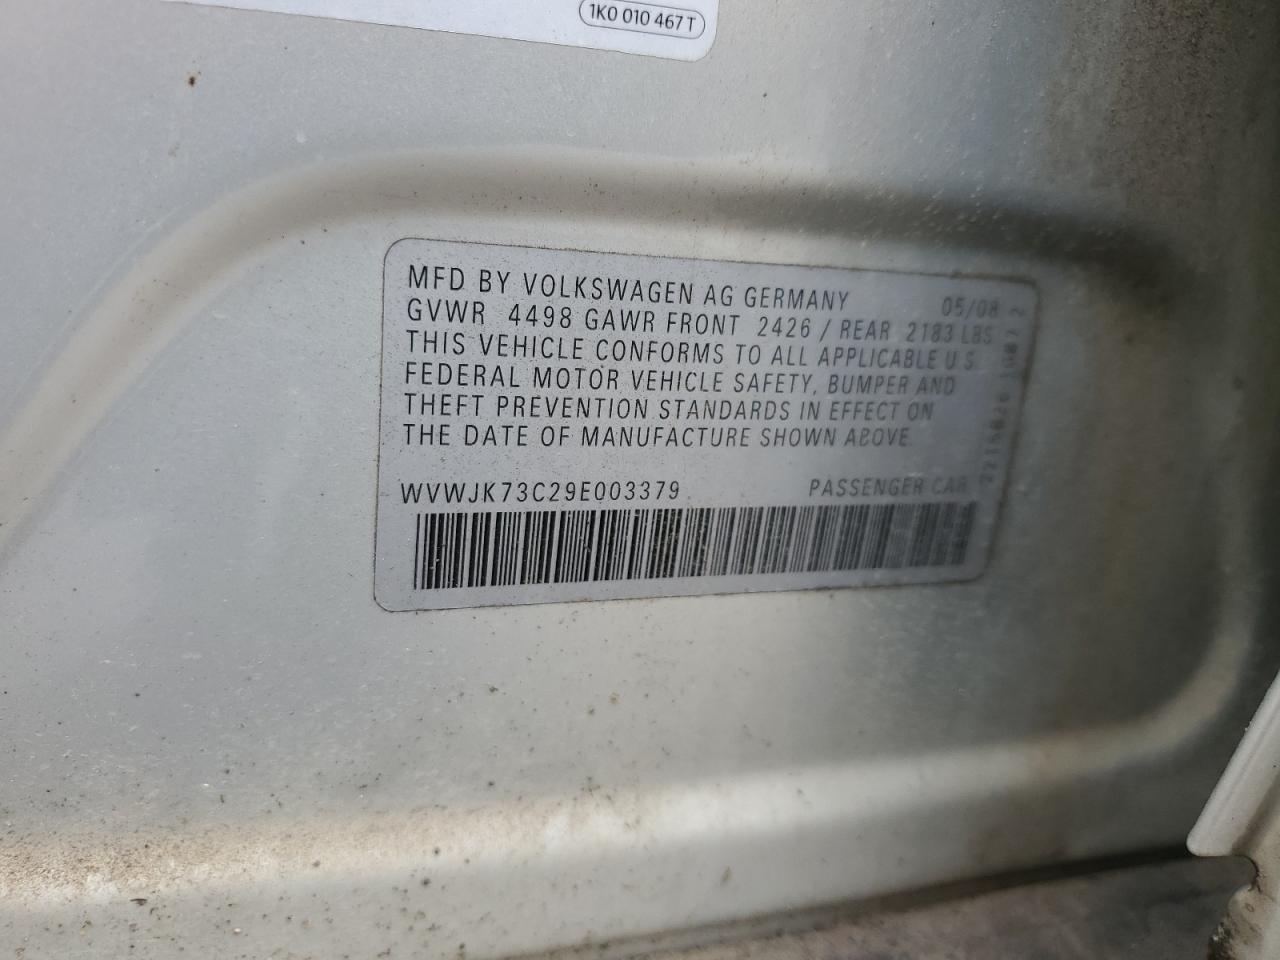 1K0 010 467 T
MFD BY VOLKSWAGEN AG GERMANY 05/08
GVWR 4498 GAWR FRONT 2426 / REAR 2183 LBS
THIS VEHICLE CONFORMS TO ALL APPLICABLE U S
FEDERAL MOTOR VEHICLE SAFETY, BUMPER AND
THEFT PREVENTION STANDARDS IN EFFECT ON
THE DATE OF MANUFACTURE SHOWN ABOVE
WVWJK73C29E003379 PASSENGER CAR